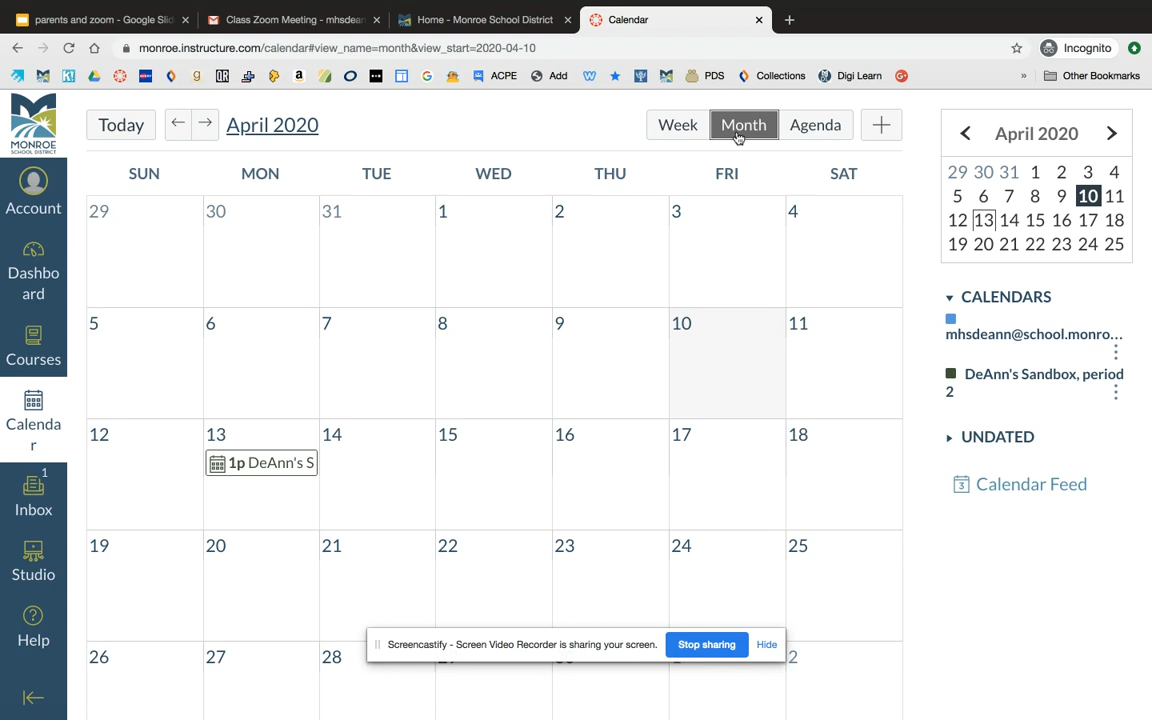 parents and zoom - Google Slid
Class Zoom Meeting - mhsdean
Home - Monroe School District
Calendar
monroe.instructure.com/calendar#view_name=month&view_start=2020-04-10
Incognito
ACPE
Add
PDS
Collections
Digi Learn
»
Other Bookmarks
MONROE
SCHOOL DISTRICT
Account
Dashbo
ard
Courses
Calenda
r
1
Inbox
Studio
Help
Today
April 2020
Week Month Agenda
SUN MON TUE WED THU FRI SAT
29 30 31 1 2 3 4
5 6 7 8 9 10 11
12 13 14 15 16 17 18
1p DeAnn's S
19 20 21 22 23 24 25
26 27 28 29 30 1 2
Screencastify - Screen Video Recorder is sharing your screen. Stop sharing Hide
April 2020
29 30 31 1 2 3 4
5 6 7 8 9 10 11
12 13 14 15 16 17 18
19 20 21 22 23 24 25
CALENDARS
mhsdeann@school.monro...
DeAnn's Sandbox, period
2
UNDATED
Calendar Feed